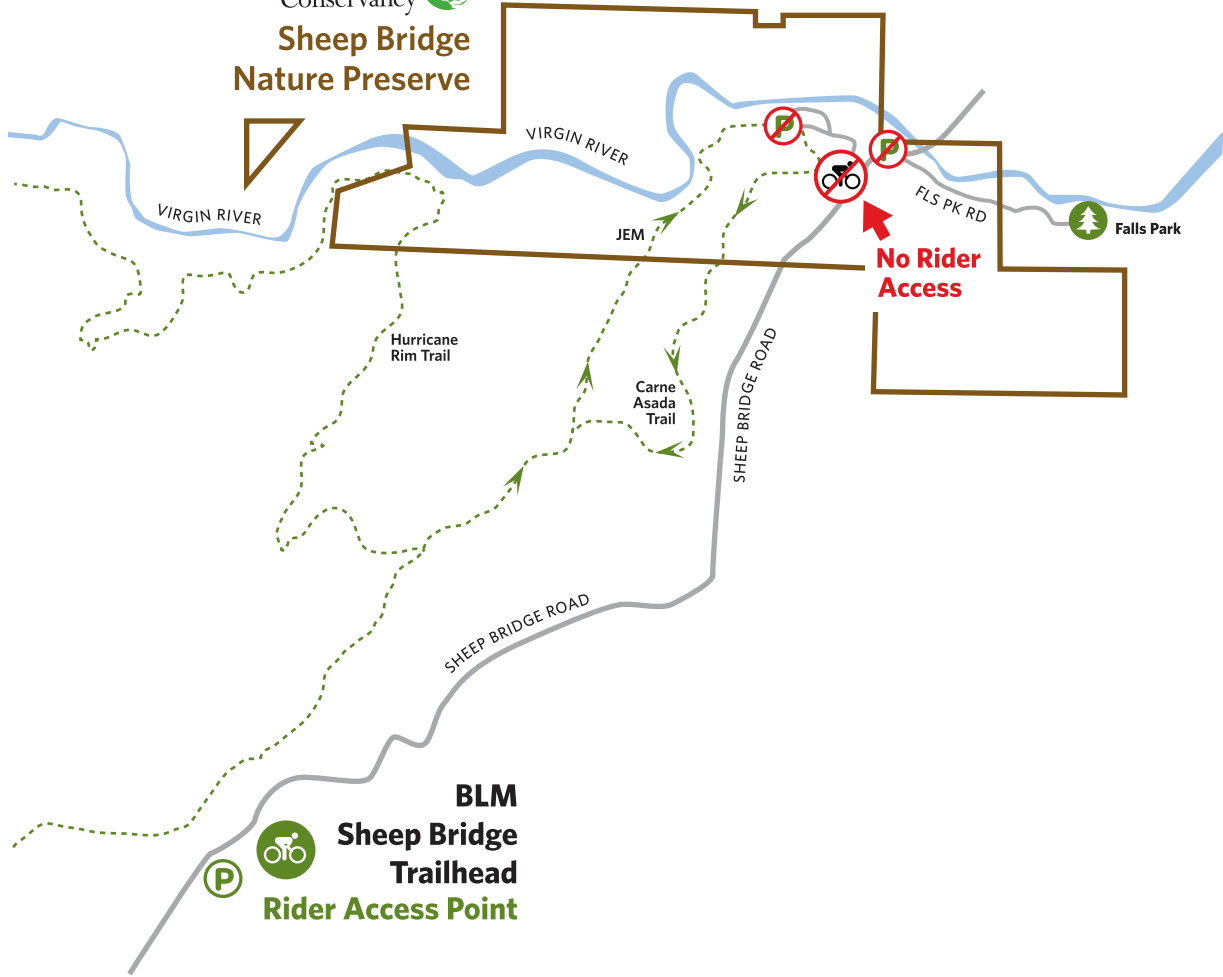 Conservancy
Sheep Bridge
Nature Preserve
VIRGIN RIVER
P
P
VIRGIN RIVER
FLS PK RD
JEM
Falls Park
No Rider
Access
Hurricane
Rim Trail
Carne
Asada
Trail
SHEEP BRIDGE ROAD
SHEEP BRIDGE ROAD
BLM
Sheep Bridge
Trailhead
P
Rider Access Point